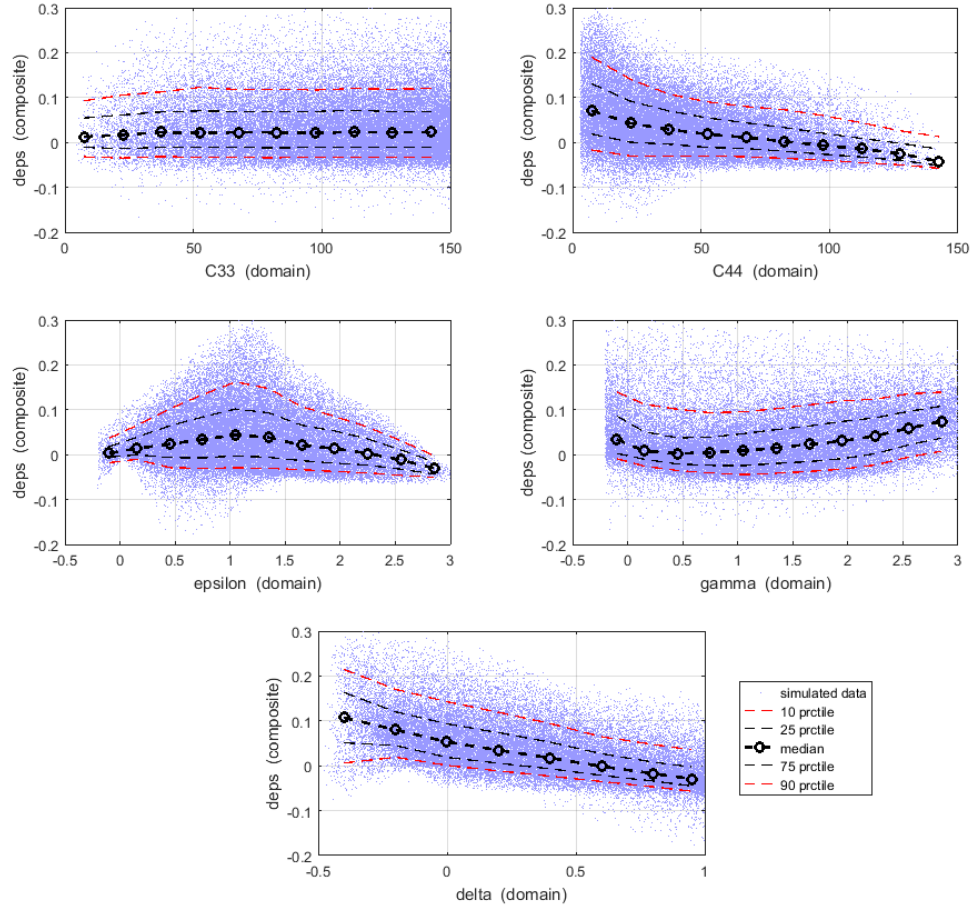 0.3
0.2
0.1
0
-0.1
-0.2
deps (composite)
0 50 100 150
C33 (domain)
0.3
0.2
0.1
0
-0.1
-0.2
deps (composite)
0 50 100 150
C44 (domain)
0.3
0.2
0.1
0
-0.1
-0.2
deps (composite)
-0.5 0 0.5 1 1.5 2 2.5 3
epsilon (domain)
0.3
0.2
0.1
0
-0.1
-0.2
deps (composite)
-0.5 0 0.5 1 1.5 2 2.5 3
gamma (domain)
0.3
0.2
0.1
0
-0.1
-0.2
deps (composite)
-0.5 0 0.5 1
delta (domain)
simulated data
10 prctile
25 prctile
median
75 prctile
90 prctile